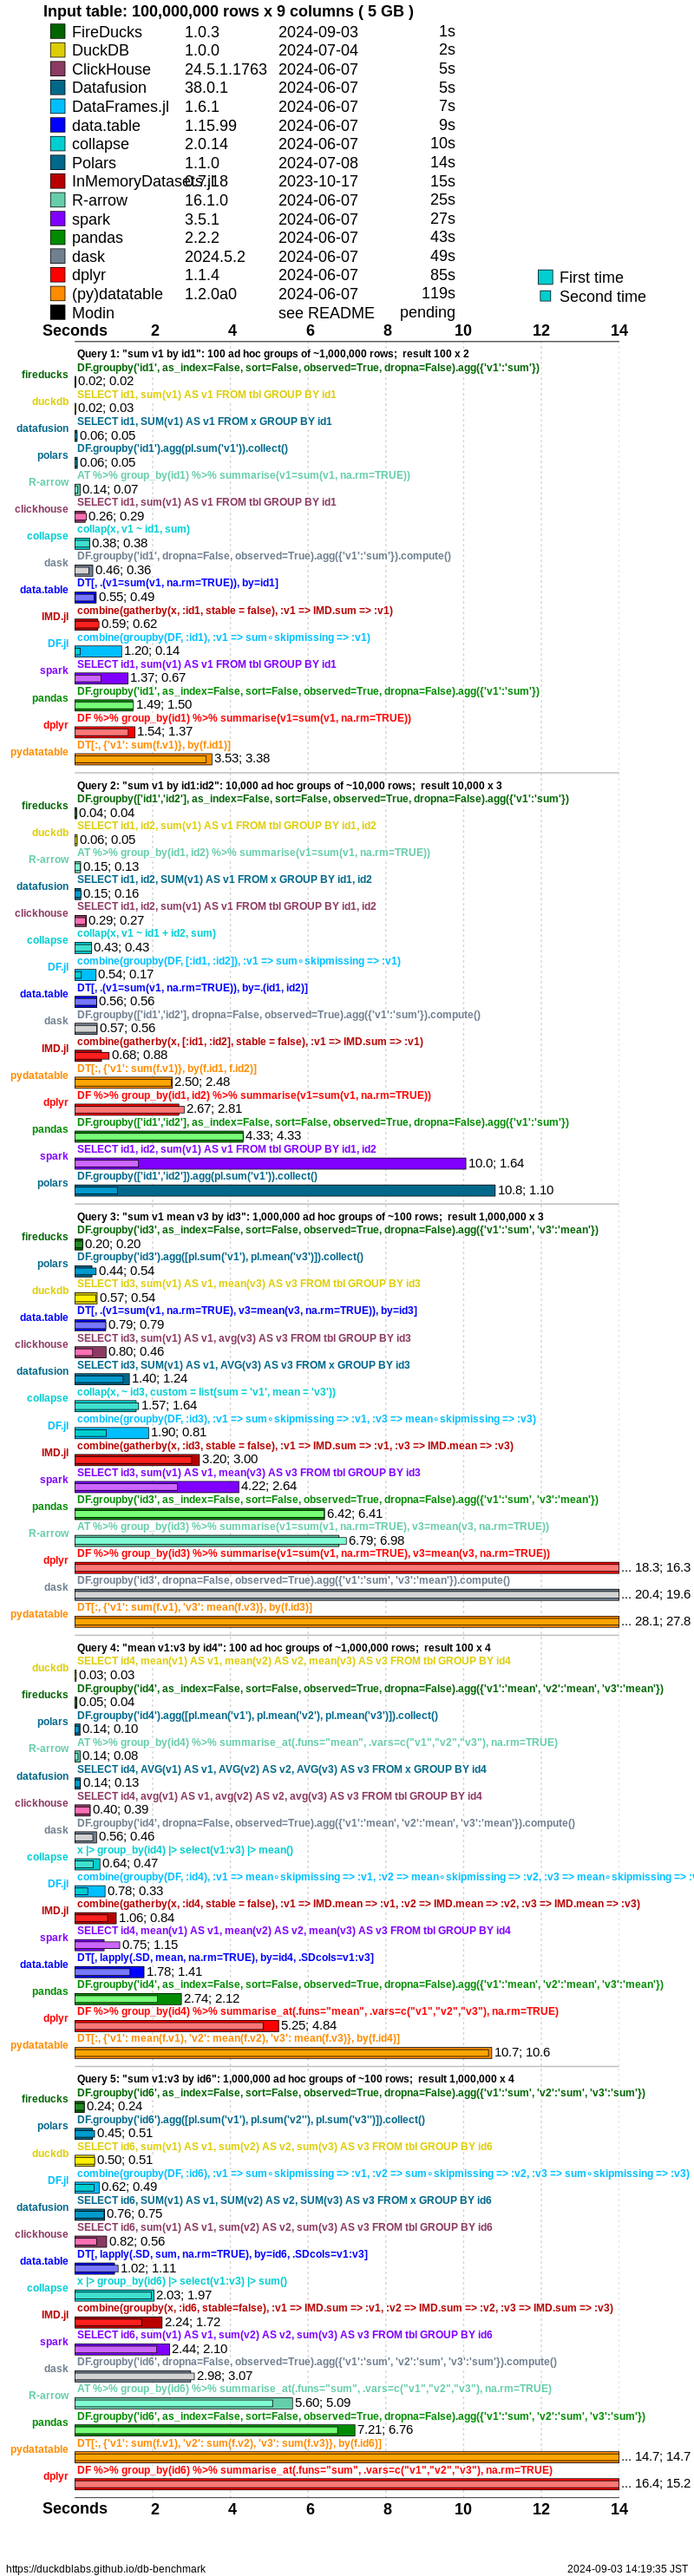 Input table: 100,000,000 rows x 9 columns ( 5 GB )
FireDucks 1.0.3 2024-09-03 1s
DuckDB 1.0.0 2024-07-04 2s
ClickHouse 24.5.1.1763 2024-06-07 5s
Datafusion 38.0.1 2024-06-07 5s
DataFrames.jl 1.6.1 2024-06-07 7s
data.table 1.15.99 2024-06-07 9s
collapse 2.0.14 2024-06-07 10s
Polars 1.1.0 2024-07-08 14s
InMemoryDatasets.jl 0.7.18 2023-10-17 15s
R-arrow 16.1.0 2024-06-07 25s
spark 3.5.1 2024-06-07 27s
pandas 2.2.2 2024-06-07 43s
dask 2024.5.2 2024-06-07 49s
dplyr 1.1.4 2024-06-07 85s
(py)datatable 1.2.0a0 2024-06-07 119s
Modin see README pending
First time
Second time
Seconds 2 4 6 8 10 12 14
Query 1: "sum v1 by id1": 100 ad hoc groups of ~1,000,000 rows; result 100 x 2
DF.groupby('id1', as_index=False, sort=False, observed=True, dropna=False).agg({'v1':'sum'})
fireducks 0.02; 0.02
SELECT id1, sum(v1) AS v1 FROM tbl GROUP BY id1
duckdb 0.02; 0.03
SELECT id1, SUM(v1) AS v1 FROM x GROUP BY id1
datafusion 0.06; 0.05
DF.groupby('id1').agg(pl.sum('v1')).collect()
polars 0.06; 0.05
AT %>% group_by(id1) %>% summarise(v1=sum(v1, na.rm=TRUE))
R-arrow 0.14; 0.07
SELECT id1, sum(v1) AS v1 FROM tbl GROUP BY id1
clickhouse 0.26; 0.29
collap(x, v1 ~ id1, sum)
collapse 0.38; 0.38
DF.groupby('id1', dropna=False, observed=True).agg({'v1':'sum'}).compute()
dask 0.46; 0.36
DT[, .(v1=sum(v1, na.rm=TRUE)), by=id1]
data.table 0.55; 0.49
combine(gatherby(x, :id1, stable = false), :v1 => IMD.sum => :v1)
IMD.jl 0.59; 0.62
combine(groupby(DF, :id1), :v1 => sum∘skipmissing => :v1)
DF.jl 1.20; 0.14
SELECT id1, sum(v1) AS v1 FROM tbl GROUP BY id1
spark 1.37; 0.67
DF.groupby('id1', as_index=False, sort=False, observed=True, dropna=False).agg({'v1':'sum'})
pandas 1.49; 1.50
DF %>% group_by(id1) %>% summarise(v1=sum(v1, na.rm=TRUE))
dplyr 1.54; 1.37
DT[:, {'v1': sum(f.v1)}, by(f.id1)]
pydatatable 3.53; 3.38
Query 2: "sum v1 by id1:id2": 10,000 ad hoc groups of ~10,000 rows; result 10,000 x 3
DF.groupby(['id1','id2'], as_index=False, sort=False, observed=True, dropna=False).agg({'v1':'sum'})
fireducks 0.04; 0.04
SELECT id1, id2, sum(v1) AS v1 FROM tbl GROUP BY id1, id2
duckdb 0.06; 0.05
AT %>% group_by(id1, id2) %>% summarise(v1=sum(v1, na.rm=TRUE))
R-arrow 0.15; 0.13
SELECT id1, id2, SUM(v1) AS v1 FROM x GROUP BY id1, id2
datafusion 0.15; 0.16
SELECT id1, id2, sum(v1) AS v1 FROM tbl GROUP BY id1, id2
clickhouse 0.29; 0.27
collap(x, v1 ~ id1 + id2, sum)
collapse 0.43; 0.43
combine(groupby(DF, [:id1, :id2]), :v1 => sum∘skipmissing => :v1)
DF.jl 0.54; 0.17
DT[, .(v1=sum(v1, na.rm=TRUE)), by=.(id1, id2)]
data.table 0.56; 0.56
DF.groupby(['id1','id2'], dropna=False, observed=True).agg({'v1':'sum'}).compute()
dask 0.57; 0.56
combine(gatherby(x, [:id1, :id2], stable = false), :v1 => IMD.sum => :v1)
IMD.jl 0.68; 0.88
DT[:, {'v1': sum(f.v1)}, by(f.id1, f.id2)]
pydatatable 2.50; 2.48
DF %>% group_by(id1, id2) %>% summarise(v1=sum(v1, na.rm=TRUE))
dplyr 2.67; 2.81
DF.groupby(['id1','id2'], as_index=False, sort=False, observed=True, dropna=False).agg({'v1':'sum'})
pandas 4.33; 4.33
SELECT id1, id2, sum(v1) AS v1 FROM tbl GROUP BY id1, id2
spark 10.0; 1.64
DF.groupby(['id1','id2']).agg(pl.sum('v1')).collect()
polars 10.8; 1.10
Query 3: "sum v1 mean v3 by id3": 1,000,000 ad hoc groups of ~100 rows; result 1,000,000 x 3
DF.groupby('id3', as_index=False, sort=False, observed=True, dropna=False).agg({'v1':'sum', 'v3':'mean'})
fireducks 0.20; 0.20
DF.groupby('id3').agg([pl.sum('v1'), pl.mean('v3')]).collect()
polars 0.44; 0.54
SELECT id3, sum(v1) AS v1, mean(v3) AS v3 FROM tbl GROUP BY id3
duckdb 0.57; 0.54
DT[, .(v1=sum(v1, na.rm=TRUE), v3=mean(v3, na.rm=TRUE)), by=id3]
data.table 0.79; 0.79
SELECT id3, sum(v1) AS v1, avg(v3) AS v3 FROM tbl GROUP BY id3
clickhouse 0.80; 0.46
SELECT id3, SUM(v1) AS v1, AVG(v3) AS v3 FROM x GROUP BY id3
datafusion 1.40; 1.24
collap(x, ~ id3, custom = list(sum = 'v1', mean = 'v3'))
collapse 1.57; 1.64
combine(groupby(DF, :id3), :v1 => sum∘skipmissing => :v1, :v3 => mean∘skipmissing => :v3)
DF.jl 1.90; 0.81
combine(gatherby(x, :id3, stable = false), :v1 => IMD.sum => :v1, :v3 => IMD.mean => :v3)
IMD.jl 3.20; 3.00
SELECT id3, sum(v1) AS v1, mean(v3) AS v3 FROM tbl GROUP BY id3
spark 4.22; 2.64
DF.groupby('id3', as_index=False, sort=False, observed=True, dropna=False).agg({'v1':'sum', 'v3':'mean'})
pandas 6.42; 6.41
AT %>% group_by(id3) %>% summarise(v1=sum(v1, na.rm=TRUE), v3=mean(v3, na.rm=TRUE))
R-arrow 6.79; 6.98
DF %>% group_by(id3) %>% summarise(v1=sum(v1, na.rm=TRUE), v3=mean(v3, na.rm=TRUE))
dplyr ... 18.3; 16.3
DF.groupby('id3', dropna=False, observed=True).agg({'v1':'sum', 'v3':'mean'}).compute()
dask ... 20.4; 19.6
DT[:, {'v1': sum(f.v1), 'v3': mean(f.v3)}, by(f.id3)]
pydatatable ... 28.1; 27.8
Query 4: "mean v1:v3 by id4": 100 ad hoc groups of ~1,000,000 rows; result 100 x 4
SELECT id4, mean(v1) AS v1, mean(v2) AS v2, mean(v3) AS v3 FROM tbl GROUP BY id4
duckdb 0.03; 0.03
DF.groupby('id4', as_index=False, sort=False, observed=True, dropna=False).agg({'v1':'mean', 'v2':'mean', 'v3':'mean'})
fireducks 0.05; 0.04
DF.groupby('id4').agg([pl.mean('v1'), pl.mean('v2'), pl.mean('v3')]).collect()
polars 0.14; 0.10
AT %>% group_by(id4) %>% summarise_at(.funs="mean", .vars=c("v1","v2","v3"), na.rm=TRUE)
R-arrow 0.14; 0.08
SELECT id4, AVG(v1) AS v1, AVG(v2) AS v2, AVG(v3) AS v3 FROM x GROUP BY id4
datafusion 0.14; 0.13
SELECT id4, avg(v1) AS v1, avg(v2) AS v2, avg(v3) AS v3 FROM tbl GROUP BY id4
clickhouse 0.40; 0.39
DF.groupby('id4', dropna=False, observed=True).agg({'v1':'mean', 'v2':'mean', 'v3':'mean'}).compute()
dask 0.56; 0.46
x |> group_by(id4) |> select(v1:v3) |> mean()
collapse 0.64; 0.47
combine(groupby(DF, :id4), :v1 => mean∘skipmissing => :v1, :v2 => mean∘skipmissing => :v2, :v3 => mean∘skipmissing => :v
DF.jl 0.78; 0.33
combine(gatherby(x, :id4, stable = false), :v1 => IMD.mean => :v1, :v2 => IMD.mean => :v2, :v3 => IMD.mean => :v3)
IMD.jl 1.06; 0.84
SELECT id4, mean(v1) AS v1, mean(v2) AS v2, mean(v3) AS v3 FROM tbl GROUP BY id4
spark 0.75; 1.15
DT[, lapply(.SD, mean, na.rm=TRUE), by=id4, .SDcols=v1:v3]
data.table 1.78; 1.41
DF.groupby('id4', as_index=False, sort=False, observed=True, dropna=False).agg({'v1':'mean', 'v2':'mean', 'v3':'mean'})
pandas 2.74; 2.12
DF %>% group_by(id4) %>% summarise_at(.funs="mean", .vars=c("v1","v2","v3"), na.rm=TRUE)
dplyr 5.25; 4.84
DT[:, {'v1': mean(f.v1), 'v2': mean(f.v2), 'v3': mean(f.v3)}, by(f.id4)]
pydatatable 10.7; 10.6
Query 5: "sum v1:v3 by id6": 1,000,000 ad hoc groups of ~100 rows; result 1,000,000 x 4
DF.groupby('id6', as_index=False, sort=False, observed=True, dropna=False).agg({'v1':'sum', 'v2':'sum', 'v3':'sum'})
fireducks 0.24; 0.24
DF.groupby('id6').agg([pl.sum('v1'), pl.sum('v2''), pl.sum('v3'')]).collect()
polars 0.45; 0.51
SELECT id6, sum(v1) AS v1, sum(v2) AS v2, sum(v3) AS v3 FROM tbl GROUP BY id6
duckdb 0.50; 0.51
combine(groupby(DF, :id6), :v1 => sum∘skipmissing => :v1, :v2 => sum∘skipmissing => :v2, :v3 => sum∘skipmissing => :v3)
DF.jl 0.62; 0.49
SELECT id6, SUM(v1) AS v1, SUM(v2) AS v2, SUM(v3) AS v3 FROM x GROUP BY id6
datafusion 0.76; 0.75
SELECT id6, sum(v1) AS v1, sum(v2) AS v2, sum(v3) AS v3 FROM tbl GROUP BY id6
clickhouse 0.82; 0.56
DT[, lapply(.SD, sum, na.rm=TRUE), by=id6, .SDcols=v1:v3]
data.table 1.02; 1.11
x |> group_by(id6) |> select(v1:v3) |> sum()
collapse 2.03; 1.97
combine(groupby(x, :id6, stable=false), :v1 => IMD.sum => :v1, :v2 => IMD.sum => :v2, :v3 => IMD.sum => :v3)
IMD.jl 2.24; 1.72
SELECT id6, sum(v1) AS v1, sum(v2) AS v2, sum(v3) AS v3 FROM tbl GROUP BY id6
spark 2.44; 2.10
DF.groupby('id6', dropna=False, observed=True).agg({'v1':'sum', 'v2':'sum', 'v3':'sum'}).compute()
dask 2.98; 3.07
AT %>% group_by(id6) %>% summarise_at(.funs="sum", .vars=c("v1","v2","v3"), na.rm=TRUE)
R-arrow 5.60; 5.09
DF.groupby('id6', as_index=False, sort=False, observed=True, dropna=False).agg({'v1':'sum', 'v2':'sum', 'v3':'sum'})
pandas 7.21; 6.76
DT[:, {'v1': sum(f.v1), 'v2': sum(f.v2), 'v3': sum(f.v3)}, by(f.id6)]
pydatatable ... 14.7; 14.7
DF %>% group_by(id6) %>% summarise_at(.funs="sum", .vars=c("v1","v2","v3"), na.rm=TRUE)
dplyr ... 16.4; 15.2
Seconds 2 4 6 8 10 12 14
https://duckdblabs.github.io/db-benchmark 2024-09-03 14:19:35 JST